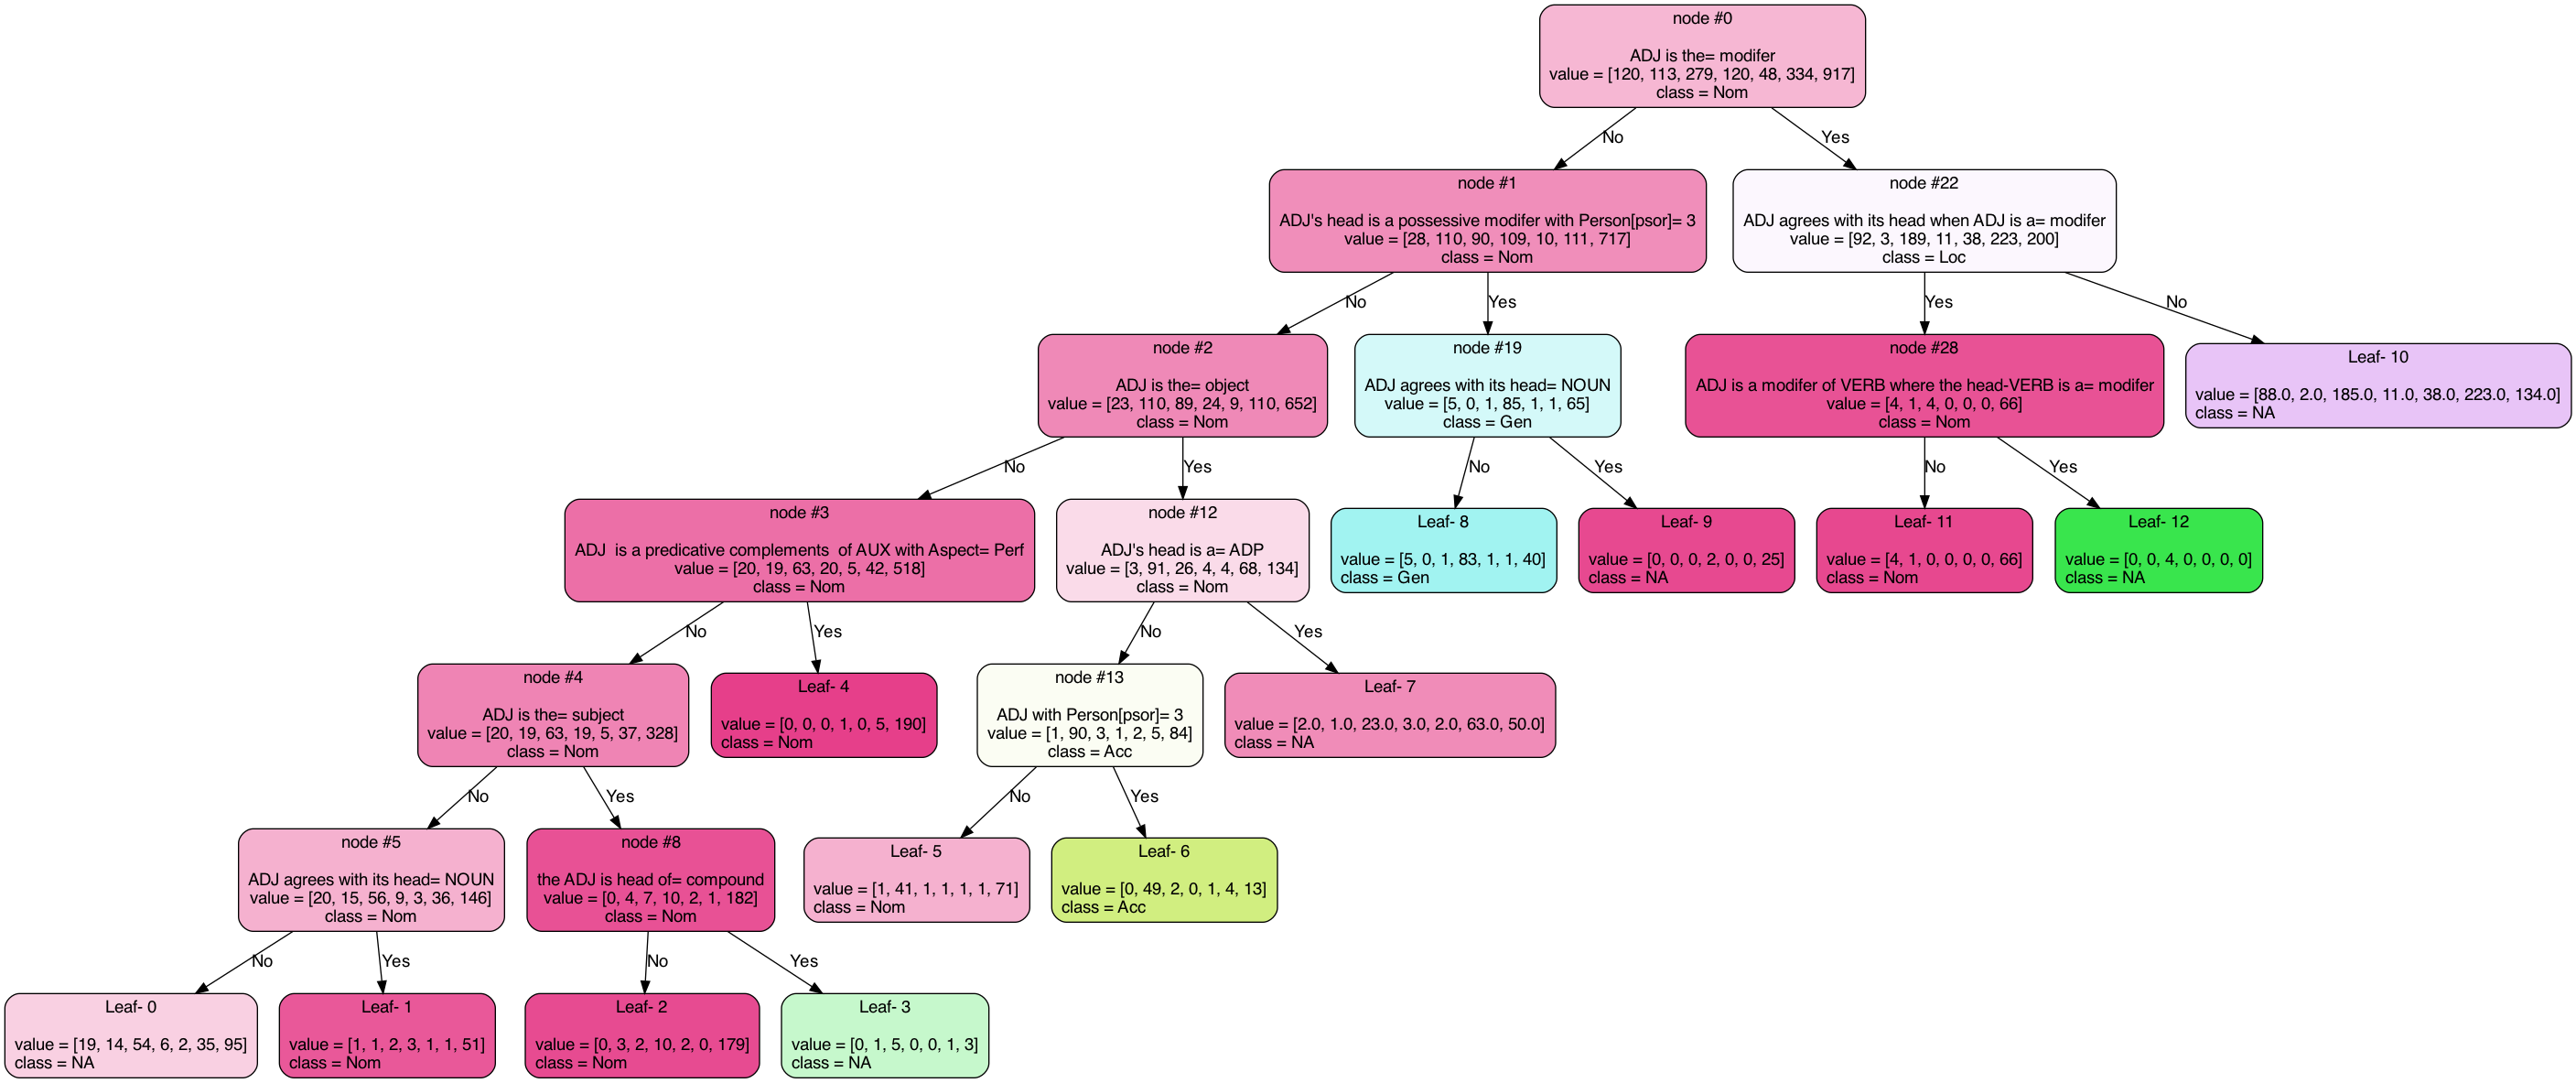 node #0
ADJ is the= modifer
value = [120, 113, 279, 120, 48, 334, 917]
class = Nom
No
Yes
node #1
ADJ's head is a possessive modifer with Person[psor]= 3
value = [28, 110, 90, 109, 10, 111, 717]
class = Nom
node #22
ADJ agrees with its head when ADJ is a= modifer
value = [92, 3, 189, 11, 38, 223, 200]
class = Loc
No
Yes
Yes
No
node #2
ADJ is the= object
value = [23, 110, 89, 24, 9, 110, 652]
class = Nom
node #19
ADJ agrees with its head= NOUN
value = [5, 0, 1, 85, 1, 1, 65]
class = Gen
node #28
ADJ is a modifer of VERB where the head-VERB is a= modifer
value = [4, 1, 4, 0, 0, 0, 66]
class = Nom
Leaf- 10
value = [88.0, 2.0, 185.0, 11.0, 38.0, 223.0, 134.0]
class = NA
No
Yes
No
Yes
No
Yes
node #3
ADJ  is a predicative complements  of AUX with Aspect= Perf
value = [20, 19, 63, 20, 5, 42, 518]
class = Nom
node #12
ADJ's head is a= ADP
value = [3, 91, 26, 4, 4, 68, 134]
class = Nom
Leaf- 8
value = [5, 0, 1, 83, 1, 1, 40]
class = Gen
Leaf- 9
value = [0, 0, 0, 2, 0, 0, 25]
class = NA
Leaf- 11
value = [4, 1, 0, 0, 0, 0, 66]
class = Nom
Leaf- 12
value = [0, 0, 4, 0, 0, 0, 0]
class = NA
No
Yes
No
Yes
node #4
ADJ is the= subject
value = [20, 19, 63, 19, 5, 37, 328]
class = Nom
Leaf- 4
value = [0, 0, 0, 1, 0, 5, 190]
class = Nom
node #13
ADJ with Person[psor]= 3
value = [1, 90, 3, 1, 2, 5, 84]
class = Acc
Leaf- 7
value = [2.0, 1.0, 23.0, 3.0, 2.0, 63.0, 50.0]
class = NA
No
Yes
No
Yes
node #5
ADJ agrees with its head= NOUN
value = [20, 15, 56, 9, 3, 36, 146]
class = Nom
node #8
the ADJ is head of= compound
value = [0, 4, 7, 10, 2, 1, 182]
class = Nom
Leaf- 5
value = [1, 41, 1, 1, 1, 1, 71]
class = Nom
Leaf- 6
value = [0, 49, 2, 0, 1, 4, 13]
class = Acc
No
Yes
No
Yes
Leaf- 0
value = [19, 14, 54, 6, 2, 35, 95]
class = NA
Leaf- 1
value = [1, 1, 2, 3, 1, 1, 51]
class = Nom
Leaf- 2
value = [0, 3, 2, 10, 2, 0, 179]
class = Nom
Leaf- 3
value = [0, 1, 5, 0, 0, 1, 3]
class = NA